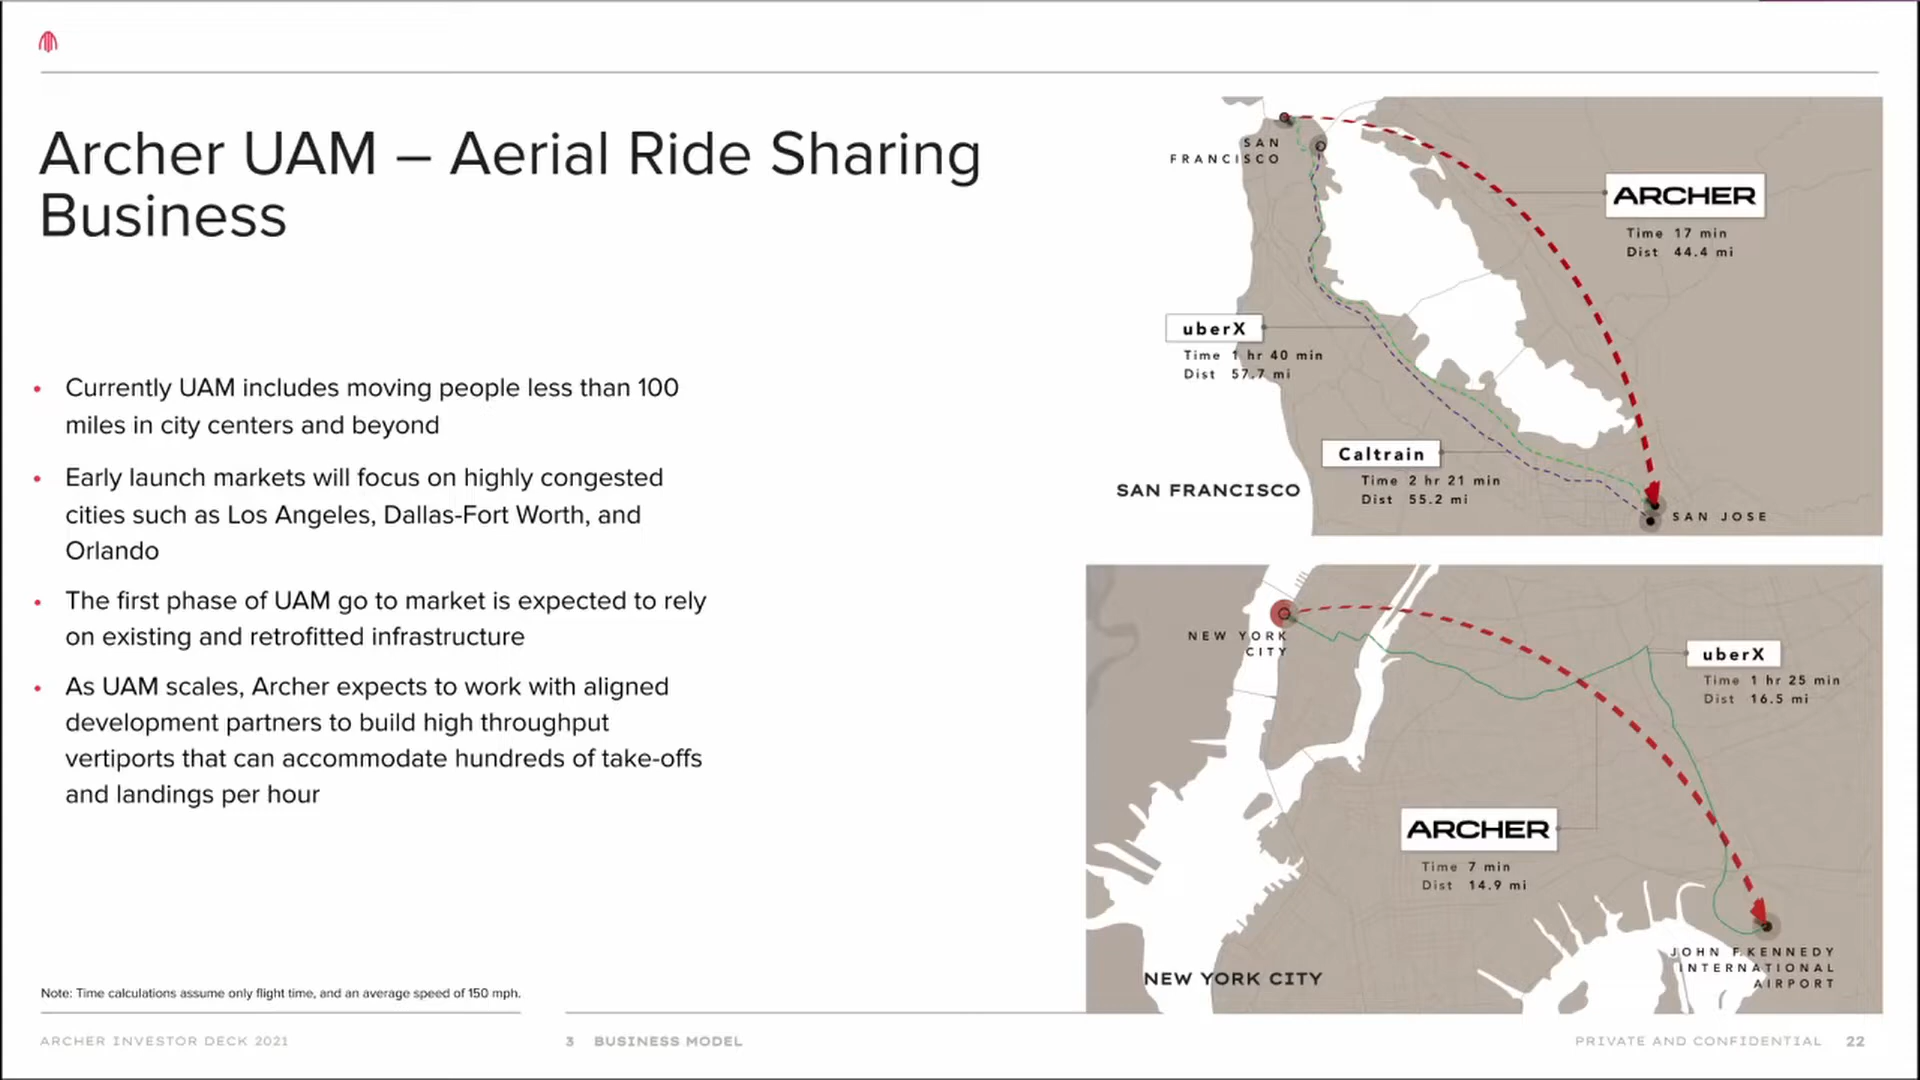 Archer UAM – Aerial Ride Sharing
Business
• Currently UAM includes moving people less than 100
miles in city centers and beyond
• Early launch markets will focus on highly congested
cities such as Los Angeles, Dallas-Fort Worth, and
Orlando
• The first phase of UAM go to market is expected to rely
on existing and retrofitted infrastructure
• As UAM scales, Archer expects to work with aligned
development partners to build high throughput
vertiports that can accommodate hundreds of take-offs
and landings per hour
Note: Time calculations assume only flight time, and an average speed of 150 mph.
SAN
FRANCISCO
ARCHER
Time 17 min
Dist 44.4 mi
uberX
Time 1 hr 40 min
Dist 57.7 mi
Caltrain
Time 2 hr 21 min
Dist 55.2 mi
SAN FRANCISCO
SAN JOSE
NEW YORK
CITY
uberX
Time 1 hr 25 min
Dist 16.5 mi
ARCHER
Time 7 min
Dist 14.9 mi
JOHN F.KENNEDY
INTERNATIONAL
AIRPORT
NEW YORK CITY
ARCHER INVESTOR DECK 2021
3 BUSINESS MODEL
PRIVATE AND CONFIDENTIAL 22